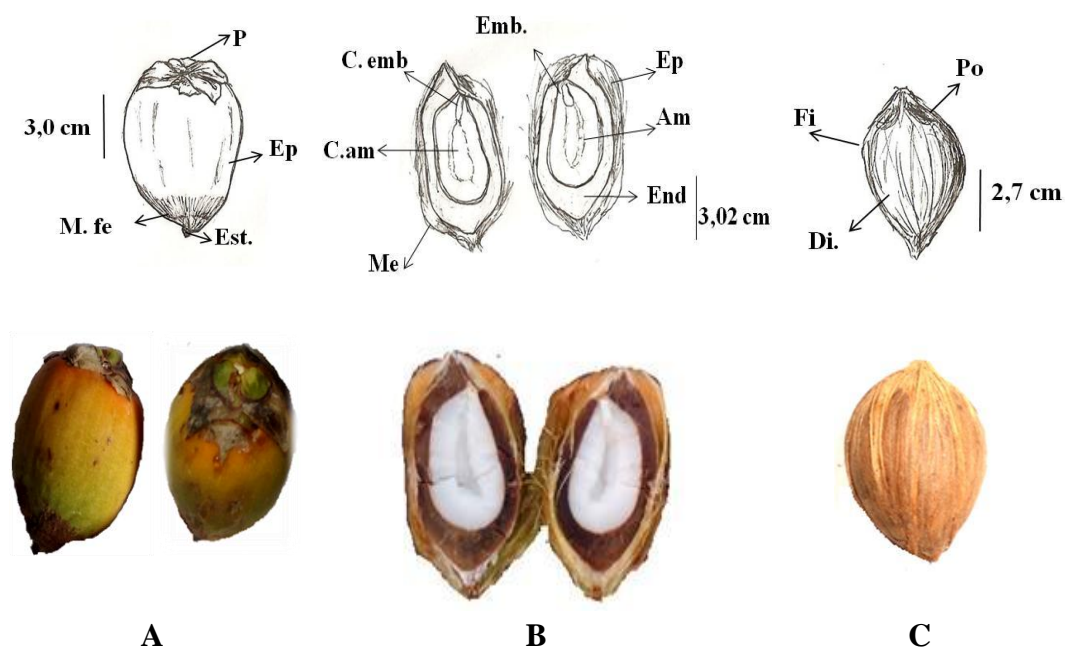 P
3,0 cm
Ep
M. fe
Est.
Emb.
C. emb
Ep
Am
C.am
End
3,02 cm
Me
Po
Fi
2,7 cm
Di.
A
B
C